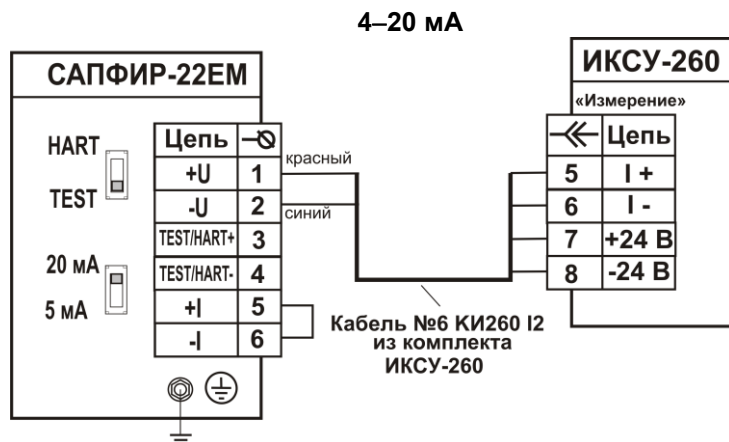 4–20 мА
САПФИР-22ЕМ
HART
TEST
20 мА
5 мА
Цепь
+U 1
-U 2
TEST/HART+ 3
TEST/HART- 4
+I 5
-I 6
красный
синий
Кабель №6 КИ260 I2
из комплекта
ИКСУ-260
ИКСУ-260
«Измерение»
Цепь
5 I +
6 I -
7 +24 В
8 -24 В